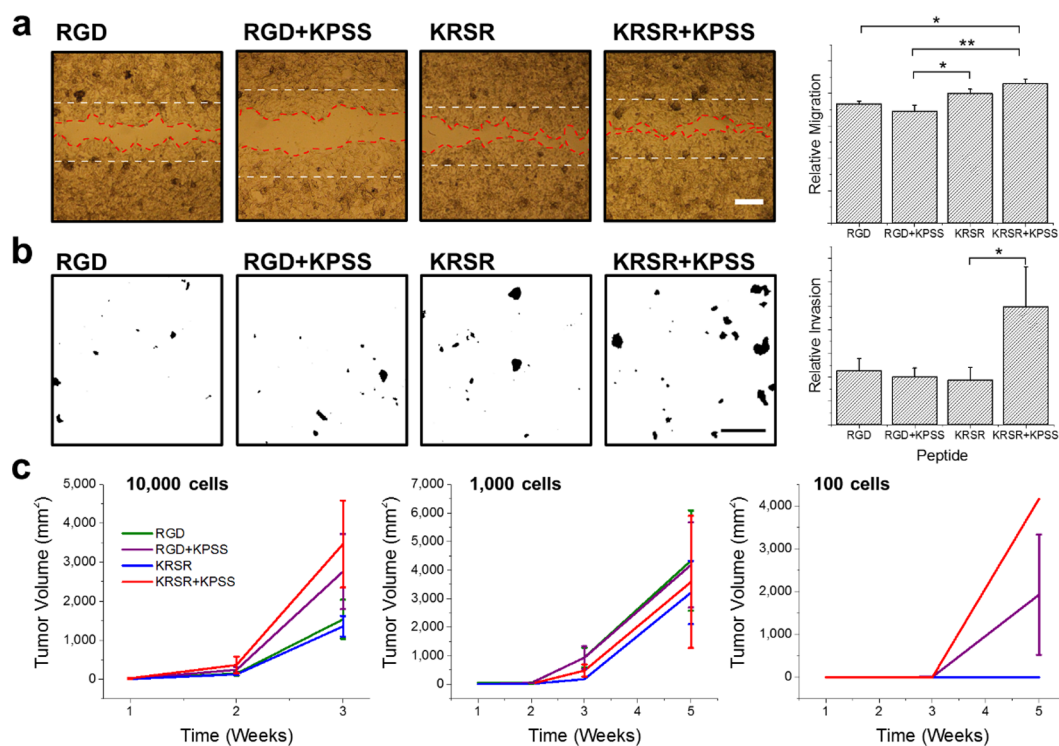 a
RGD RGD+KPSS KRSR KRSR+KPSS
* 
**
*
Relative Migration
RGD RGD+KPSS KRSR KRSR+KPSS
b
RGD RGD+KPSS KRSR KRSR+KPSS
*
Relative Invasion
RGD RGD+KPSS KRSR KRSR+KPSS
Peptide
c
10,000 cells
RGD
RGD+KPSS
KRSR
KRSR+KPSS
Tumor Volume (mm²)
5,000
4,000
3,000
2,000
1,000
0
1 2 3
Time (Weeks)
1,000 cells
Tumor Volume (mm²)
7,000
6,000
5,000
4,000
3,000
2,000
1,000
0
1 2 3 4 5
Time (Weeks)
100 cells
Tumor Volume (mm²)
4,000
3,000
2,000
1,000
0
1 2 3 4 5
Time (Weeks)